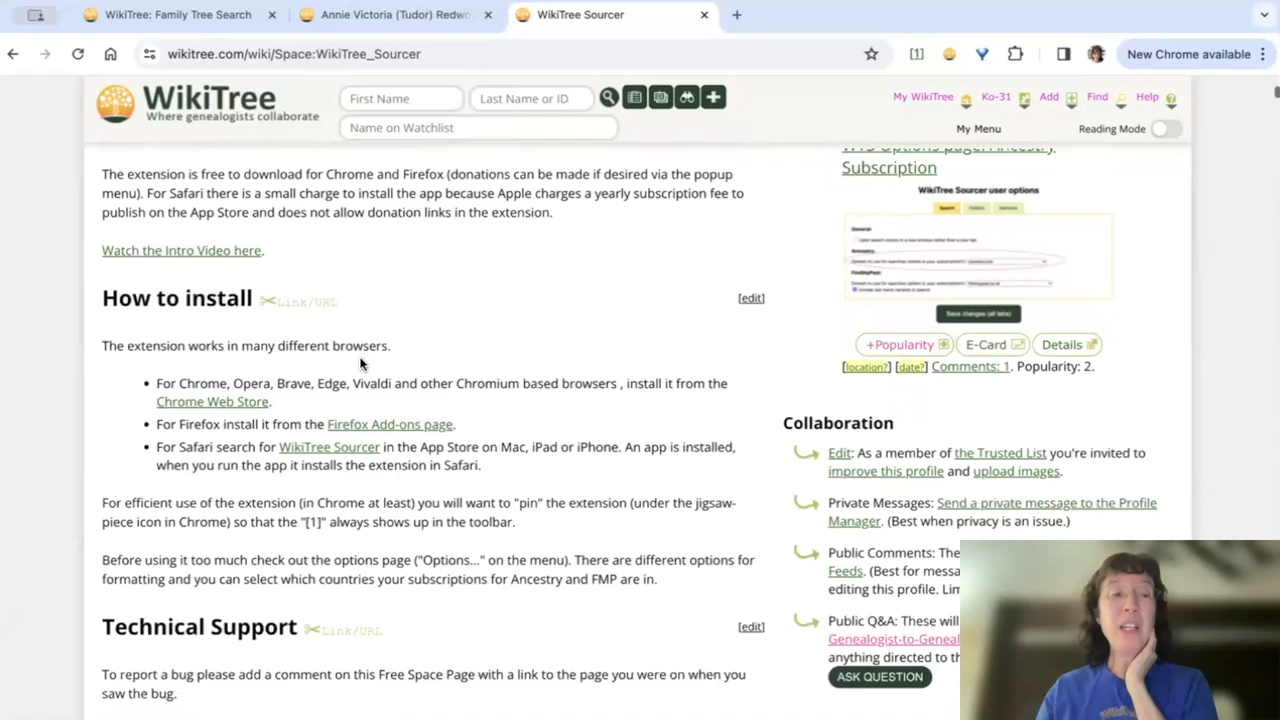 WikiTree: Family Tree Search
Annie Victoria (Tudor) Redwo
WikiTree Sourcer
wikitree.com/wiki/Space:WikiTree_Sourcer
[1]
New Chrome available
WikiTree
Where genealogists collaborate
First Name
Last Name or ID
Name on Watchlist
My WikiTree
Ko-31
Add
Find
Help
My Menu
Reading Mode
The extension is free to download for Chrome and Firefox (donations can be made if desired via the popup
menu). For Safari there is a small charge to install the app because Apple charges a yearly subscription fee to
publish on the App Store and does not allow donation links in the extension.
Watch the Intro Video here.
How to install Link/URL [edit]
The extension works in many different browsers.
• For Chrome, Opera, Brave, Edge, Vivaldi and other Chromium based browsers , install it from the
Chrome Web Store.
• For Firefox install it from the Firefox Add-ons page.
• For Safari search for WikiTree Sourcer in the App Store on Mac, iPad or iPhone. An app is installed,
when you run the app it installs the extension in Safari.
For efficient use of the extension (in Chrome at least) you will want to "pin" the extension (under the jigsaw-
piece icon in Chrome) so that the "[1]" always shows up in the toolbar.
Before using it too much check out the options page ("Options..." on the menu). There are different options for
formatting and you can select which countries your subscriptions for Ancestry and FMP are in.
Technical Support Link/URL [edit]
To report a bug please add a comment on this Free Space Page with a link to the page you were on when you
saw the bug.
WTS Options page: Ancestry
Subscription
WikiTree Sourcer user options
Search
General:
Ancestry:
FindMyPast:
Save changes (all tabs)
+Popularity
E-Card
Details
[location?] [date?] Comments: 1. Popularity: 2.
Collaboration
Edit: As a member of the Trusted List you're invited to
improve this profile and upload images.
Private Messages: Send a private message to the Profile
Manager. (Best when privacy is an issue.)
Public Comments: The
Feeds. (Best for messa
editing this profile. Lim
Public Q&A: These will
Genealogist-to-Geneal
anything directed to th
ASK QUESTION